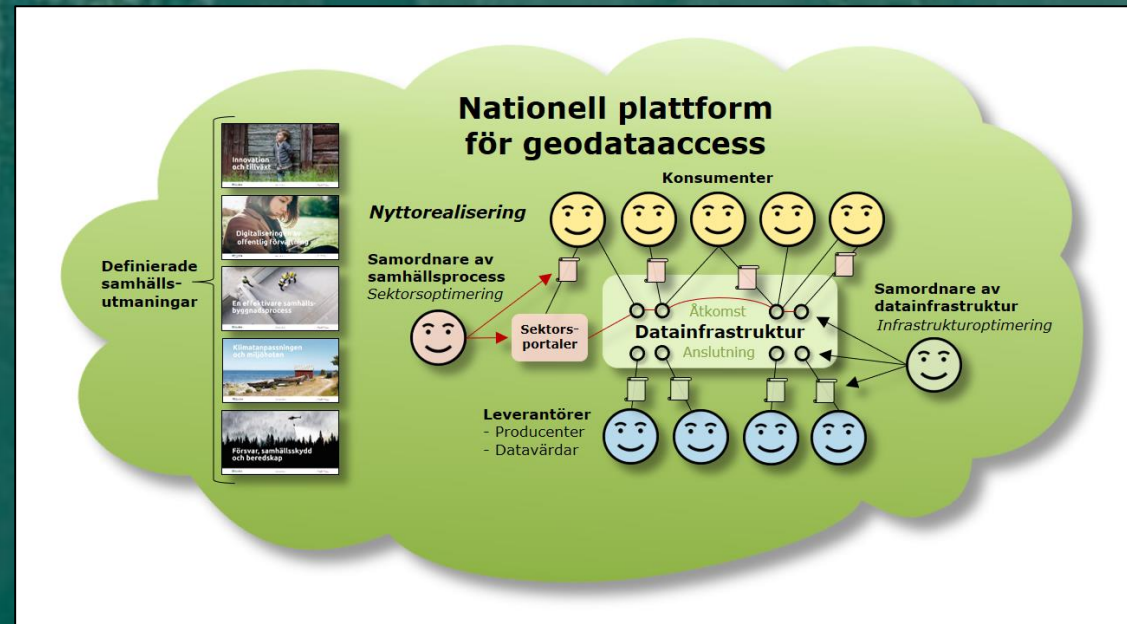 Nationell plattform
för geodataaccess
Konsumenter
Nyttorealisering
Definierade
samhälls-
utmaningar
Innovation
och tillväxt
Digitaliseringen av
offentlig förvaltning
En effektivare samhälls-
byggnadsprocess
Klimatanpassningen
och miljöhoten
Försvar, samhällsskydd
och beredskap
Samordnare av
samhällsprocess
Sektorsoptimering
Sektors-
portaler
Åtkomst
Datainfrastruktur
Anslutning
Samordnare av
datainfrastruktur
Infrastrukturoptimering
Leverantörer
- Producenter
- Datavärdar